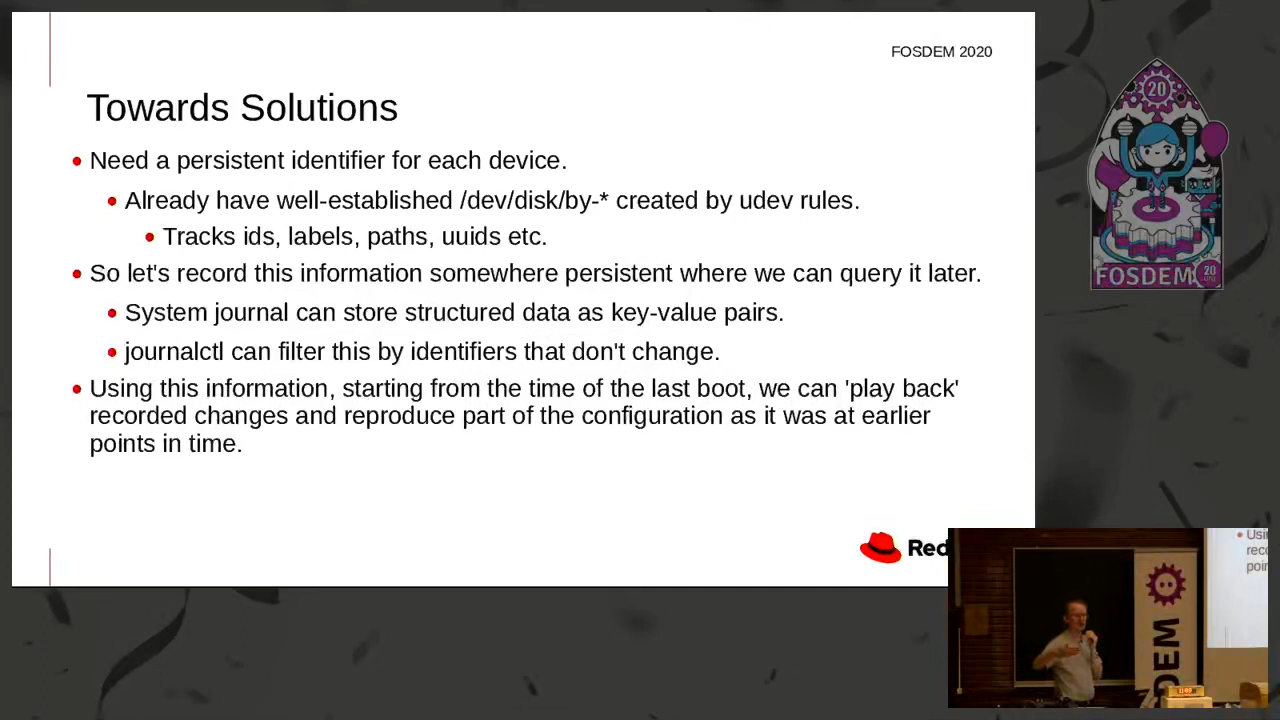 FOSDEM 2020
Towards Solutions
Need a persistent identifier for each device.
Already have well-established /dev/disk/by-* created by udev rules.
Tracks ids, labels, paths, uuids etc.
So let's record this information somewhere persistent where we can query it later.
System journal can store structured data as key-value pairs.
journalctl can filter this by identifiers that don't change.
Using this information, starting from the time of the last boot, we can 'play back'
recorded changes and reproduce part of the configuration as it was at earlier
points in time.
Red
20
FOSDEM
20
Usi
reco
poin
DEM